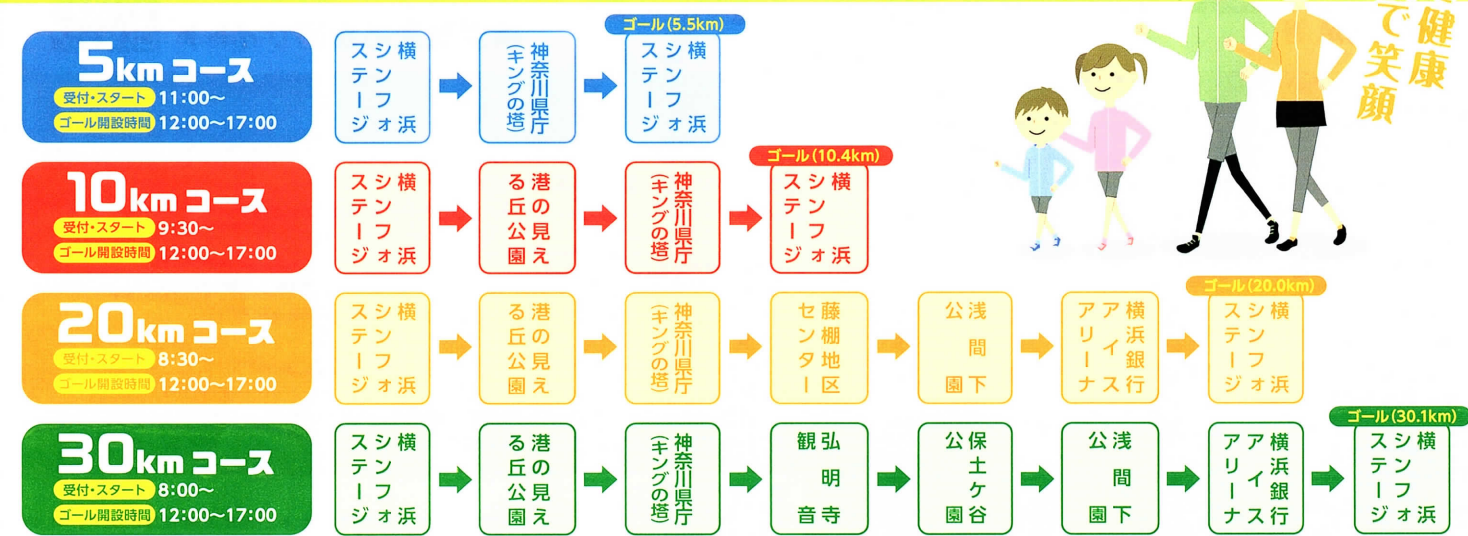 健康
で笑顔
5kmコース
受付・スタート 11:00～
ゴール開設時間 12:00～17:00
横浜
シンフォ
ステージ
神奈川県庁
（キングの塔）
ゴール（5.5km）
横浜
シンフォ
ステージ
10kmコース
受付・スタート 9:30～
ゴール開設時間 12:00～17:00
横浜
シンフォ
ステージ
港の見え
る丘公園
神奈川県庁
（キングの塔）
ゴール（10.4km）
横浜
シンフォ
ステージ
20kmコース
受付・スタート 8:30～
ゴール開設時間 12:00～17:00
横浜
シンフォ
ステージ
港の見え
る丘公園
神奈川県庁
（キングの塔）
藤棚地区
センター
浅間下
公園
横浜銀行
アイス
アリーナ
ゴール（20.0km）
横浜
シンフォ
ステージ
30kmコース
受付・スタート 8:00～
ゴール開設時間 12:00～17:00
横浜
シンフォ
ステージ
港の見え
る丘公園
神奈川県庁
（キングの塔）
弘明寺
観音
保土ケ谷
公園
浅間下
公園
横浜銀行
アイス
アリーナ
ゴール（30.1km）
横浜
シンフォ
ステージ